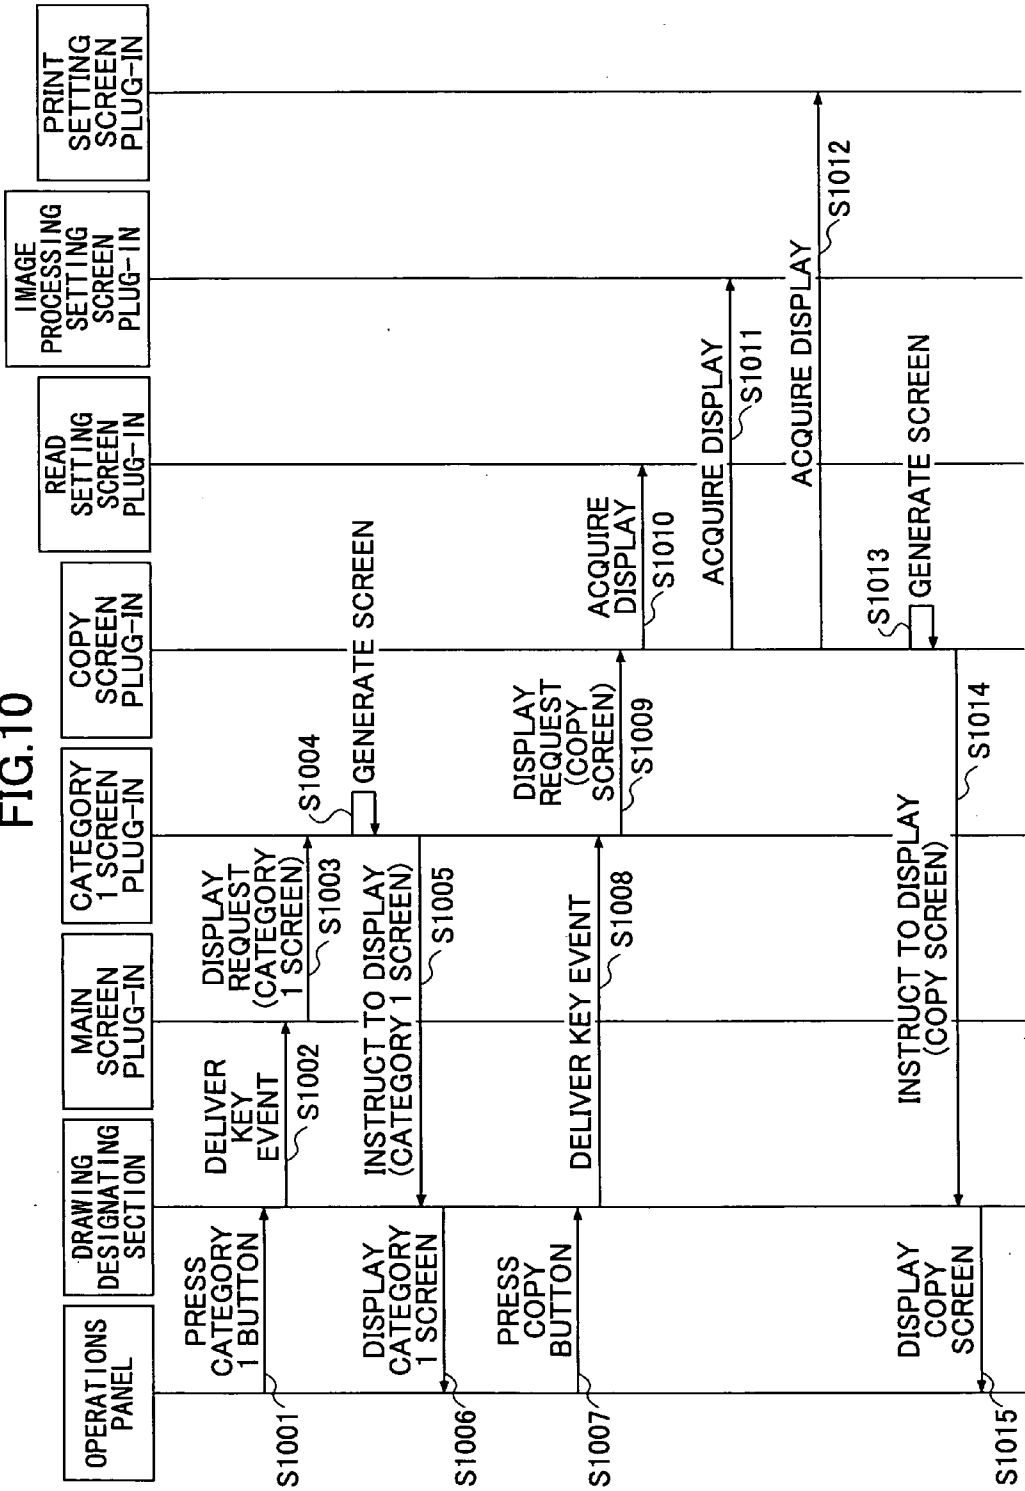 FIG.10
OPERATIONS
PANEL
DRAWING
DESIGNATING
SECTION
MAIN
SCREEN
PLUG-IN
CATEGORY
1 SCREEN
PLUG-IN
COPY
SCREEN
PLUG-IN
READ
SETTING
SCREEN
PLUG-IN
IMAGE
PROCESSING
SETTING
SCREEN
PLUG-IN
PRINT
SETTING
SCREEN
PLUG-IN
PRESS
CATEGORY
1 BUTTON
S1001
DELIVER
KEY
EVENT
S1002
DISPLAY
REQUEST
(CATEGORY
1 SCREEN)
S1003
S1004
GENERATE SCREEN
INSTRUCT TO DISPLAY
(CATEGORY 1 SCREEN)
S1005
DISPLAY
CATEGORY
1 SCREEN
S1006
PRESS
COPY
BUTTON
S1007
DELIVER KEY EVENT
S1008
DISPLAY
REQUEST
(COPY
SCREEN)
S1009
ACQUIRE
DISPLAY
S1010
ACQUIRE DISPLAY
S1011
ACQUIRE DISPLAY
S1012
S1013
GENERATE SCREEN
INSTRUCT TO DISPLAY
(COPY SCREEN)
S1014
DISPLAY
COPY
SCREEN
S1015